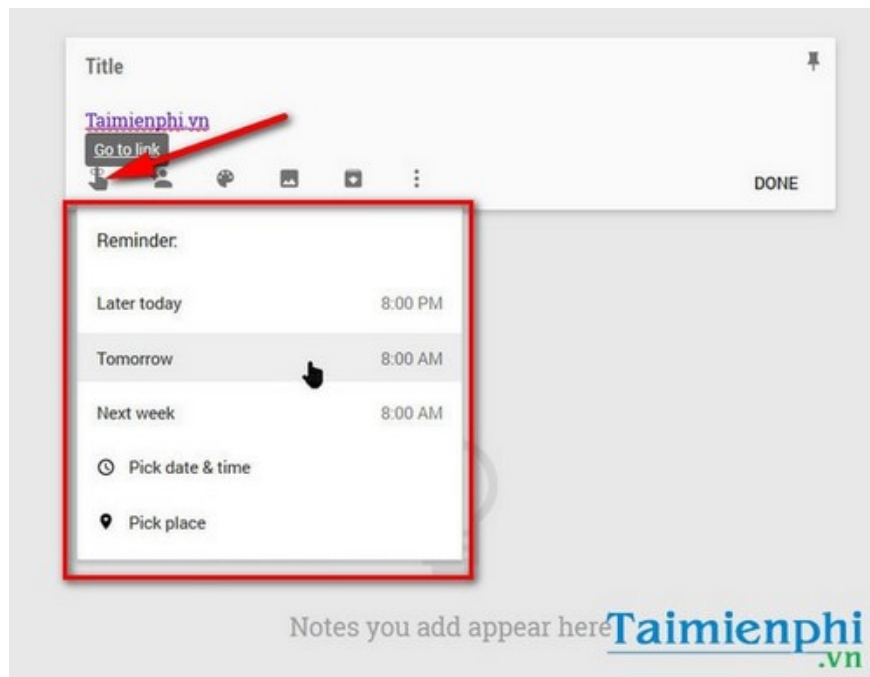 Title
Taimienphi.vn
Go to link
DONE
Reminder:
Later today 8:00 PM
Tomorrow 8:00 AM
Next week 8:00 AM
Pick date & time
Pick place
Notes you add appear here
Taimienphi
.vn